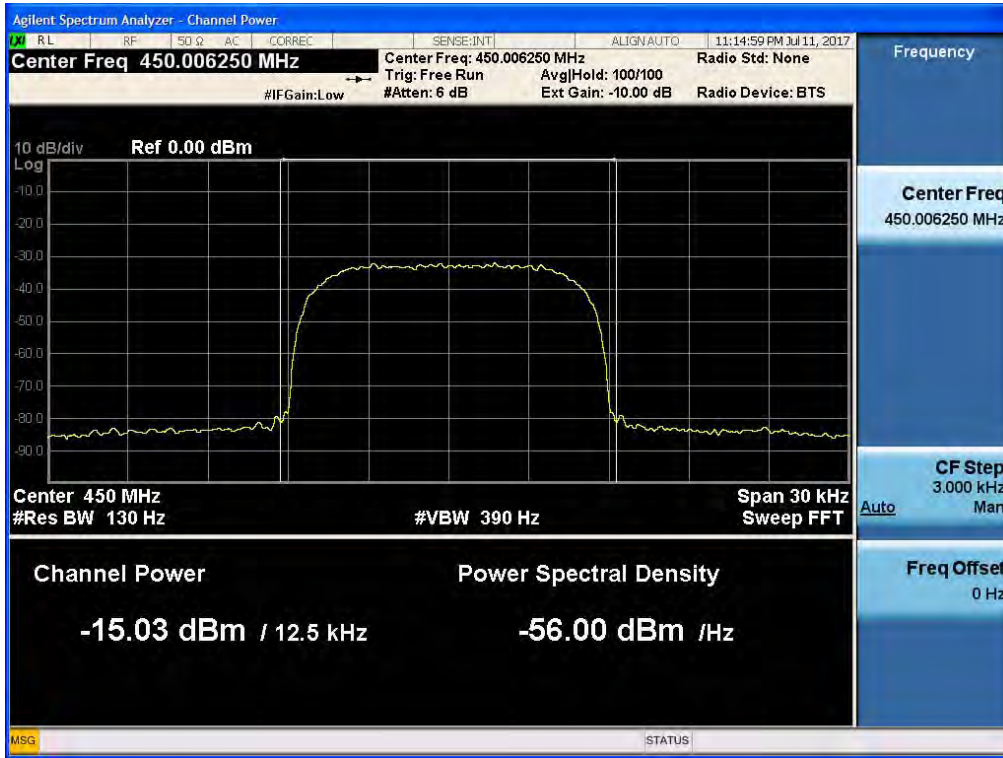 Agilent Spectrum Analyzer - Channel Power
LXI RL RF 50 Ω AC CORREC SENSE:INT ALIGN AUTO 11:14:59 PM Jul 11, 2017
Center Freq 450.006250 MHz
Center Freq: 450.006250 MHz
Radio Std: None
Trig: Free Run Avg|Hold: 100/100
#IFGain:Low #Atten: 6 dB Ext Gain: -10.00 dB Radio Device: BTS
10 dB/div Ref 0.00 dBm
Log
-10.0
-20.0
-30.0
-40.0
-50.0
-60.0
-70.0
-80.0
-90.0
Center 450 MHz Span 30 kHz
#Res BW 130 Hz #VBW 390 Hz Sweep FFT
Channel Power Power Spectral Density
-15.03 dBm / 12.5 kHz -56.00 dBm /Hz
MSG STATUS
Frequency
Center Freq
450.006250 MHz
CF Step
3.000 kHz
Auto Man
Freq Offset
0 Hz